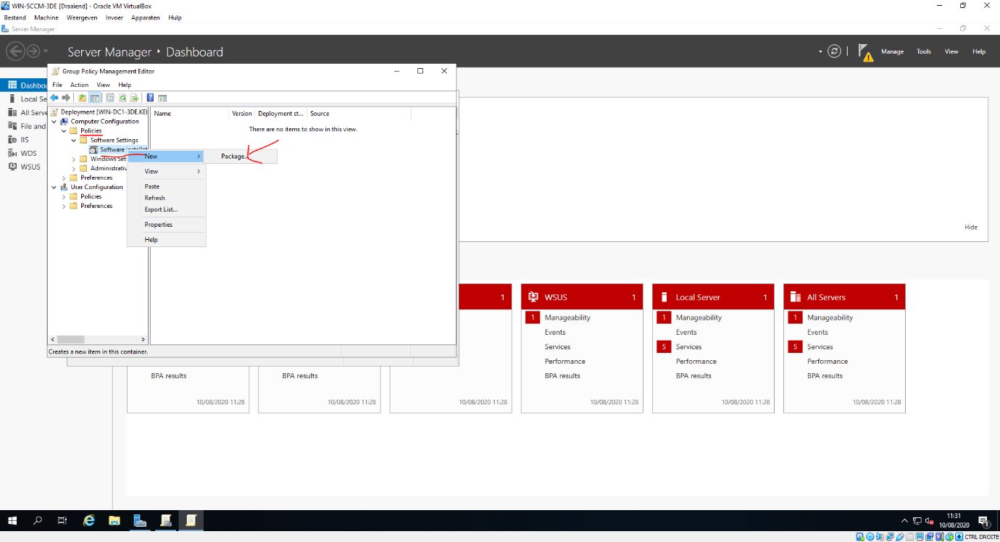 WIN-SCCM-3DE [Draaiend] - Oracle VM VirtualBox
Bestand Machine Weergeven Invoer Apparaten Hulp
Server Manager
Server Manager Dashboard
Manage Tools View Help
Group Policy Management Editor
File Action View Help
Dashboa
Local Se
All Serve
File and
IIS
WDS
WSUS
Deployment [WIN-DC1-3DE.KEI
Computer Configuration
Policies
Software Settings
Software installat
Windows Set
Administrativ
Preferences
User Configuration
Policies
Preferences
Name Version Deployment st... Source
There are no items to show in this view.
New
Package...
View
Paste
Refresh
Export List...
Properties
Help
Creates a new item in this container.
Hide
BPA results
10/08/2020 11:28
BPA results
10/08/2020 11:28
1
10/08/2020 11:28
WSUS 1
1 Manageability
Events
Services
Performance
BPA results
10/08/2020 11:28
Local Server 1
1 Manageability
Events
5 Services
Performance
BPA results
10/08/2020 11:28
All Servers 1
1 Manageability
Events
5 Services
Performance
BPA results
10/08/2020 11:28
11:31
10/08/2020
1
CTRL DROITE